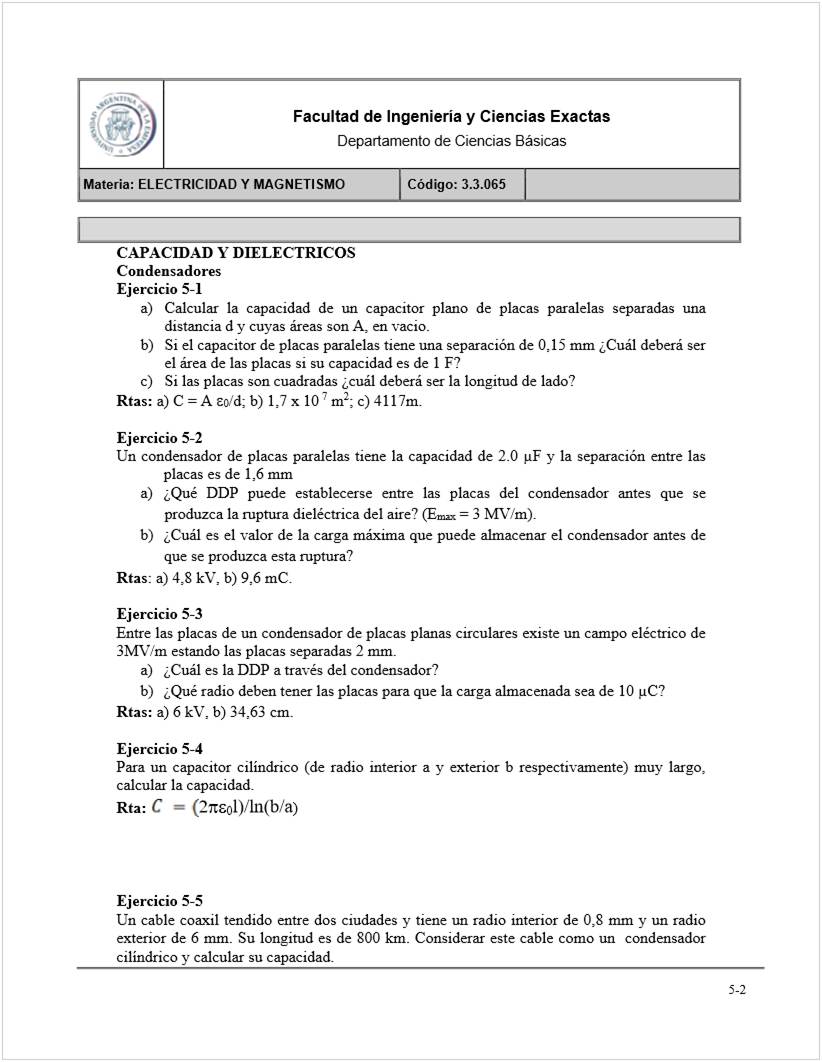 UNIVERSIDAD ARGENTINA DE LA EMPRESA
Facultad de Ingeniería y Ciencias Exactas
Departamento de Ciencias Básicas
Materia: ELECTRICIDAD Y MAGNETISMO
Código: 3.3.065
CAPACIDAD Y DIELECTRICOS
Condensadores
Ejercicio 5-1
a) Calcular la capacidad de un capacitor plano de placas paralelas separadas una
distancia d y cuyas áreas son A, en vacio.
b) Si el capacitor de placas paralelas tiene una separación de 0,15 mm ¿Cuál deberá ser
el área de las placas si su capacidad es de 1 F?
c) Si las placas son cuadradas ¿cuál deberá ser la longitud de lado?
Rtas: a) C = A ε₀/d; b) 1,7 x 10 ⁷ m²; c) 4117m.
Ejercicio 5-2
Un condensador de placas paralelas tiene la capacidad de 2.0 µF y la separación entre las
placas es de 1,6 mm
a) ¿Qué DDP puede establecerse entre las placas del condensador antes que se
produzca la ruptura dieléctrica del aire? (Emax = 3 MV/m).
b) ¿Cuál es el valor de la carga máxima que puede almacenar el condensador antes de
que se produzca esta ruptura?
Rtas: a) 4,8 kV, b) 9,6 mC.
Ejercicio 5-3
Entre las placas de un condensador de placas planas circulares existe un campo eléctrico de
3MV/m estando las placas separadas 2 mm.
a) ¿Cuál es la DDP a través del condensador?
b) ¿Qué radio deben tener las placas para que la carga almacenada sea de 10 µC?
Rtas: a) 6 kV, b) 34,63 cm.
Ejercicio 5-4
Para un capacitor cilíndrico (de radio interior a y exterior b respectivamente) muy largo,
calcular la capacidad.
Rta: C = (2πε₀l)/ln(b/a)
Ejercicio 5-5
Un cable coaxil tendido entre dos ciudades y tiene un radio interior de 0,8 mm y un radio
exterior de 6 mm. Su longitud es de 800 km. Considerar este cable como un condensador
cilíndrico y calcular su capacidad.
5-2